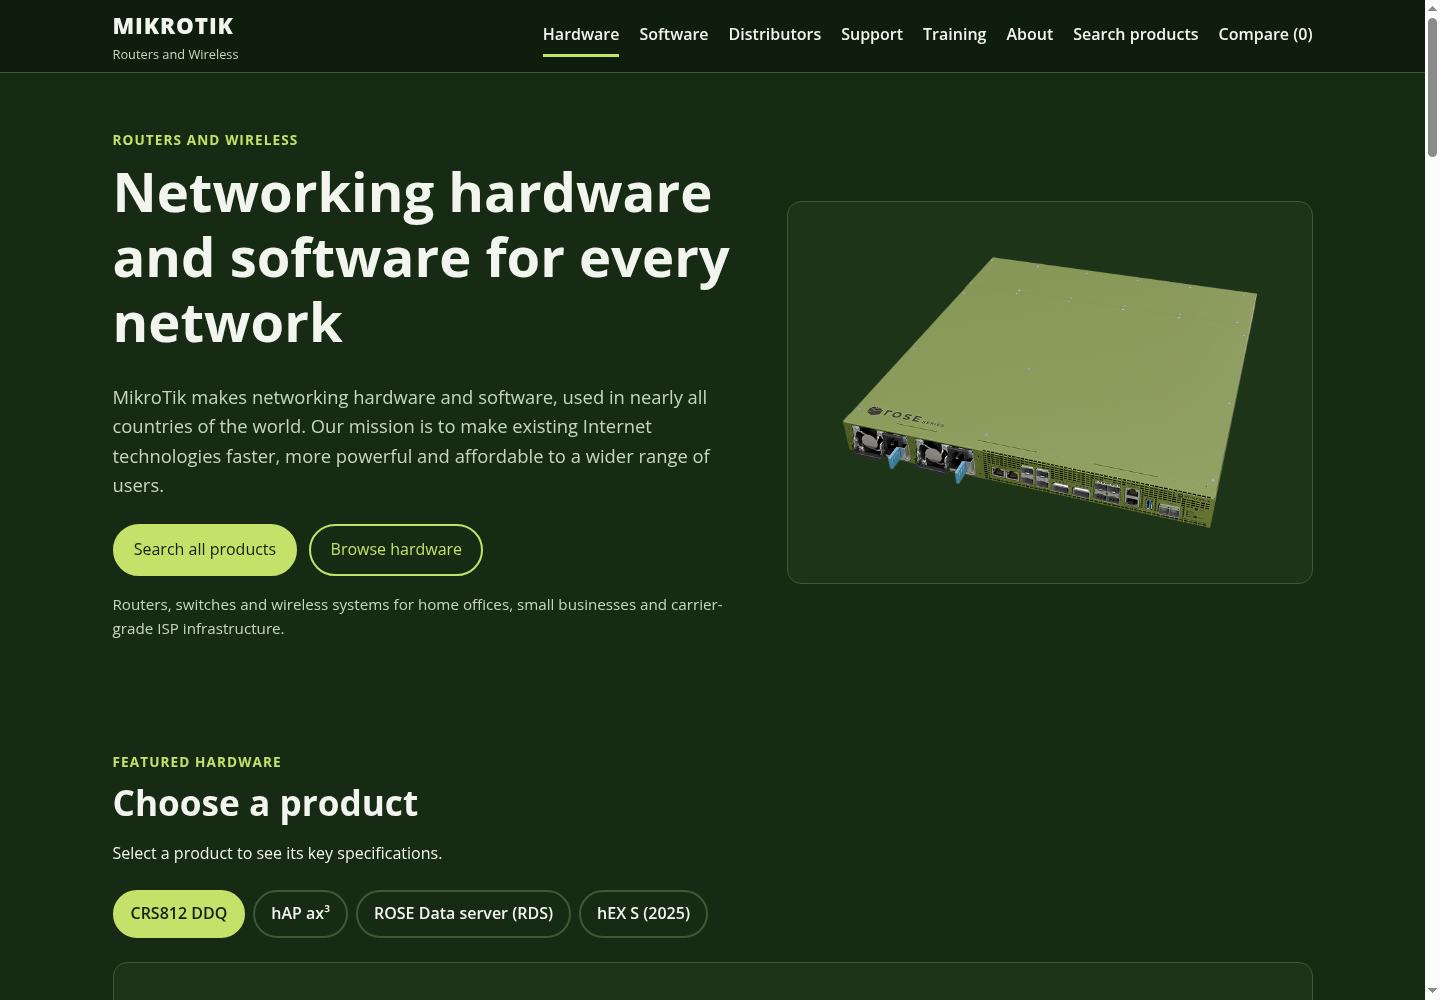 MIKROTIK
Routers and Wireless
Hardware
Software
Distributors
Support
Training
About
Search products
Compare (0)
ROUTERS AND WIRELESS
Networking hardware
and software for every
network
MikroTik makes networking hardware and software, used in nearly all
countries of the world. Our mission is to make existing Internet
technologies faster, more powerful and affordable to a wider range of
users.
Search all products
Browse hardware
Routers, switches and wireless systems for home offices, small businesses and carrier-
grade ISP infrastructure.
rose SERIES
FEATURED HARDWARE
Choose a product
Select a product to see its key specifications.
CRS812 DDQ
hAP ax³
ROSE Data server (RDS)
hEX S (2025)